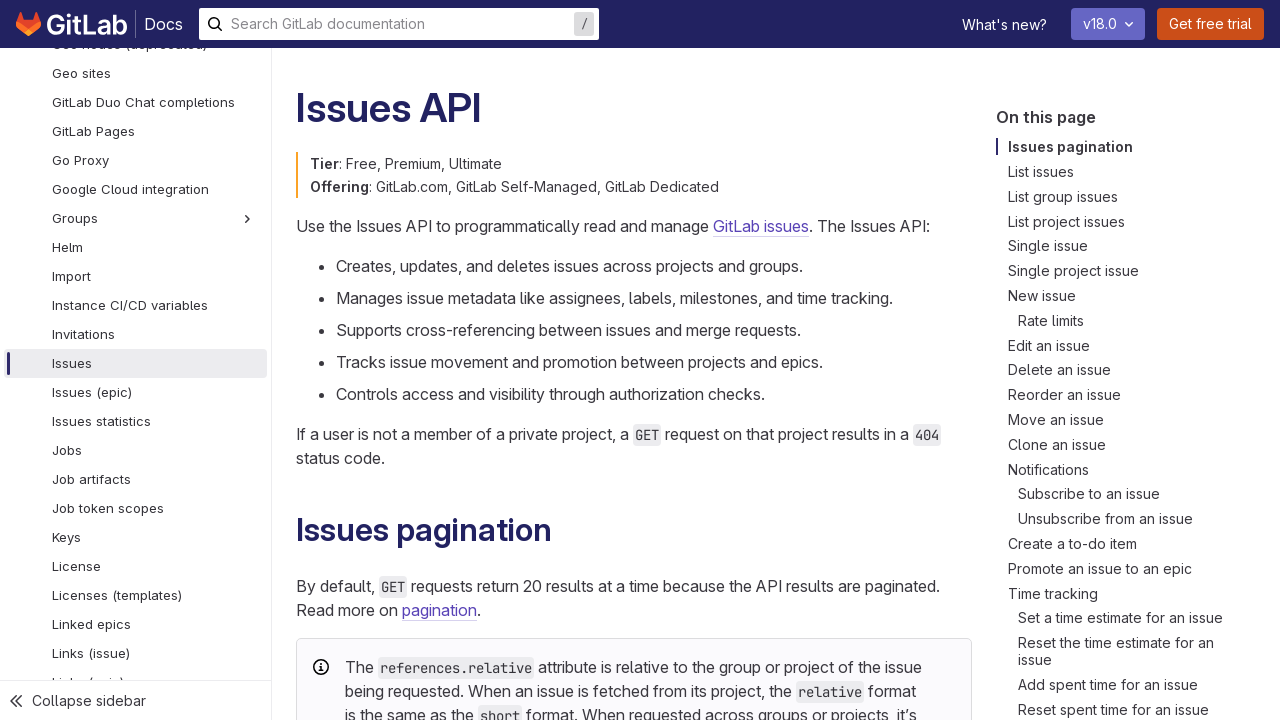 GitLab Docs
Search GitLab documentation
/
What's new?
v18.0
Get free trial
Geo nodes (deprecated)
Geo sites
GitLab Duo Chat completions
GitLab Pages
Go Proxy
Google Cloud integration
Groups
Helm
Import
Instance CI/CD variables
Invitations
Issues
Issues (epic)
Issues statistics
Jobs
Job artifacts
Job token scopes
Keys
License
Licenses (templates)
Linked epics
Links (issue)
Links (epic)
Collapse sidebar
Issues API
Tier: Free, Premium, Ultimate
Offering: GitLab.com, GitLab Self-Managed, GitLab Dedicated
Use the Issues API to programmatically read and manage GitLab issues. The Issues API:
Creates, updates, and deletes issues across projects and groups.
Manages issue metadata like assignees, labels, milestones, and time tracking.
Supports cross-referencing between issues and merge requests.
Tracks issue movement and promotion between projects and epics.
Controls access and visibility through authorization checks.
If a user is not a member of a private project, a GET request on that project results in a 404
status code.
Issues pagination
By default, GET requests return 20 results at a time because the API results are paginated.
Read more on pagination.
The references.relative attribute is relative to the group or project of the issue
being requested. When an issue is fetched from its project, the relative format
is the same as the short format. When requested across groups or projects, it’s
On this page
Issues pagination
List issues
List group issues
List project issues
Single issue
Single project issue
New issue
Rate limits
Edit an issue
Delete an issue
Reorder an issue
Move an issue
Clone an issue
Notifications
Subscribe to an issue
Unsubscribe from an issue
Create a to-do item
Promote an issue to an epic
Time tracking
Set a time estimate for an issue
Reset the time estimate for an
issue
Add spent time for an issue
Reset spent time for an issue